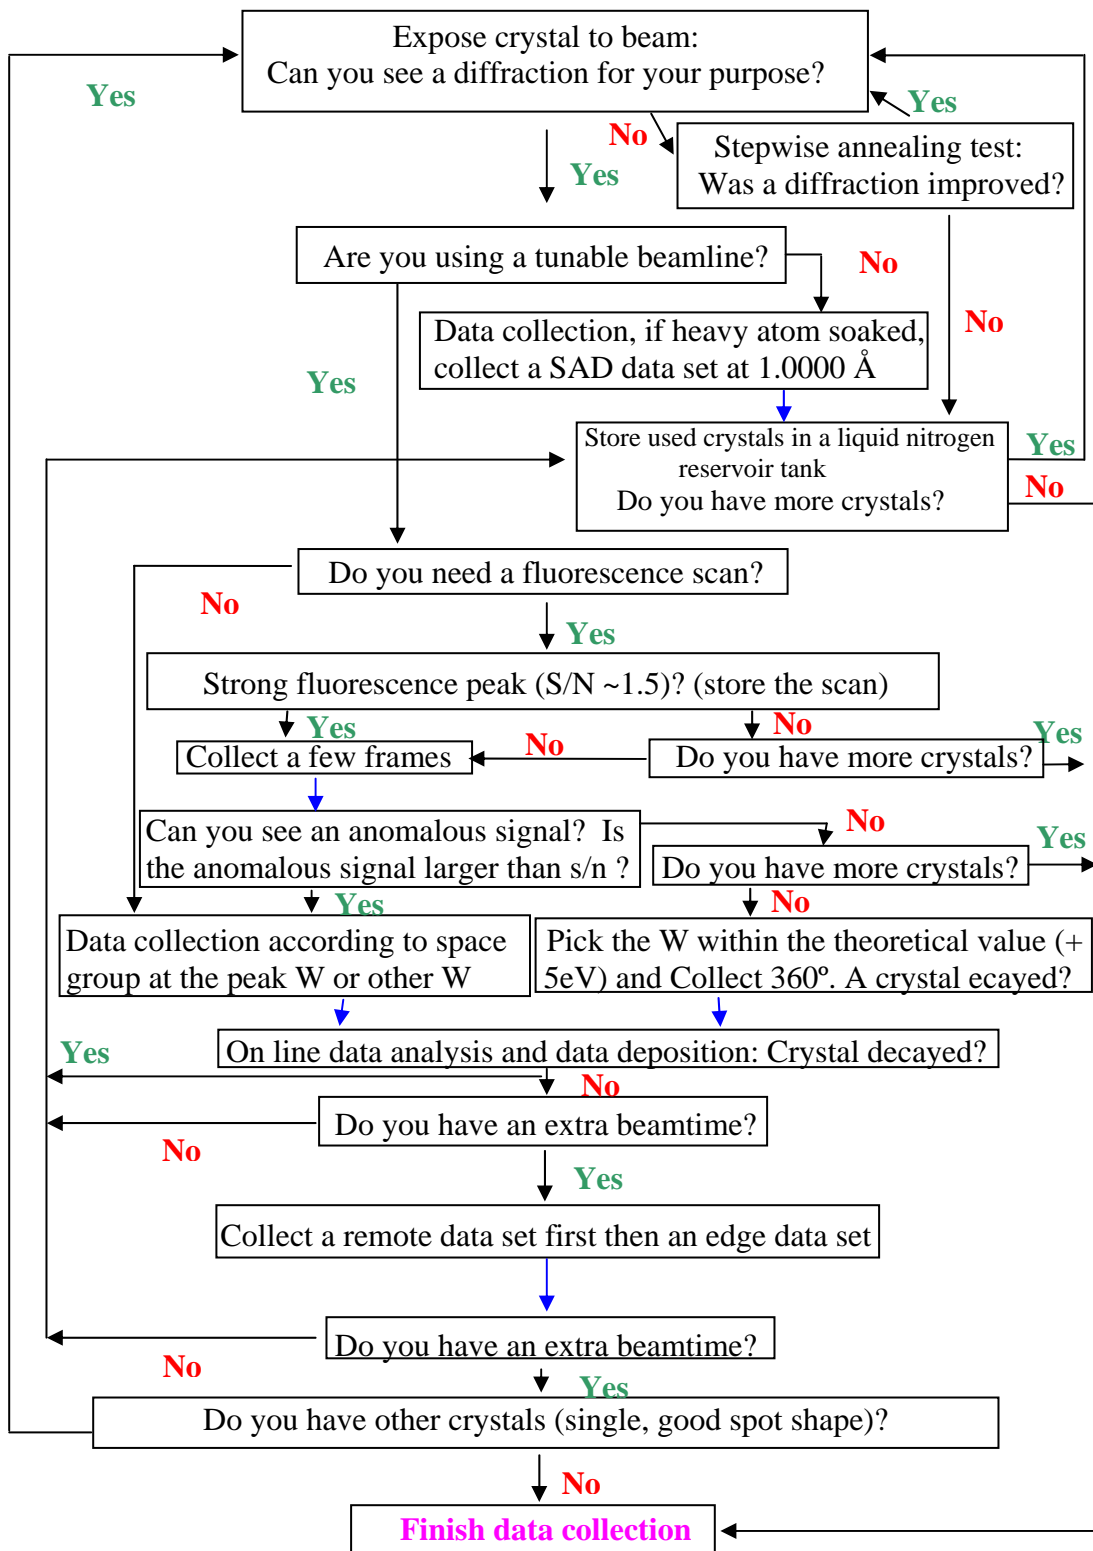 Expose crystal to beam:
Can you see a diffraction for your purpose?
Yes
Yes
No
Stepwise annealing test:
Was a diffraction improved?
Yes
Are you using a tunable beamline?
No
No
Data collection, if heavy atom soaked,
collect a SAD data set at 1.0000 Å
Yes
Store used crystals in a liquid nitrogen
reservoir tank
Do you have more crystals?
Yes
No
Do you need a fluorescence scan?
No
Yes
Strong fluorescence peak (S/N ~1.5)? (store the scan)
Yes
No
Yes
Collect a few frames
No
Do you have more crystals?
Can you see an anomalous signal? Is
the anomalous signal larger than s/n ?
No
Yes
Do you have more crystals?
Yes
No
Data collection according to space
group at the peak W or other W
Pick the W within the theoretical value (+
5eV) and Collect 360º. A crystal ecayed?
Yes
On line data analysis and data deposition: Crystal decayed?
No
Do you have an extra beamtime?
No
Yes
Collect a remote data set first then an edge data set
Do you have an extra beamtime?
No
Yes
Do you have other crystals (single, good spot shape)?
No
Finish data collection